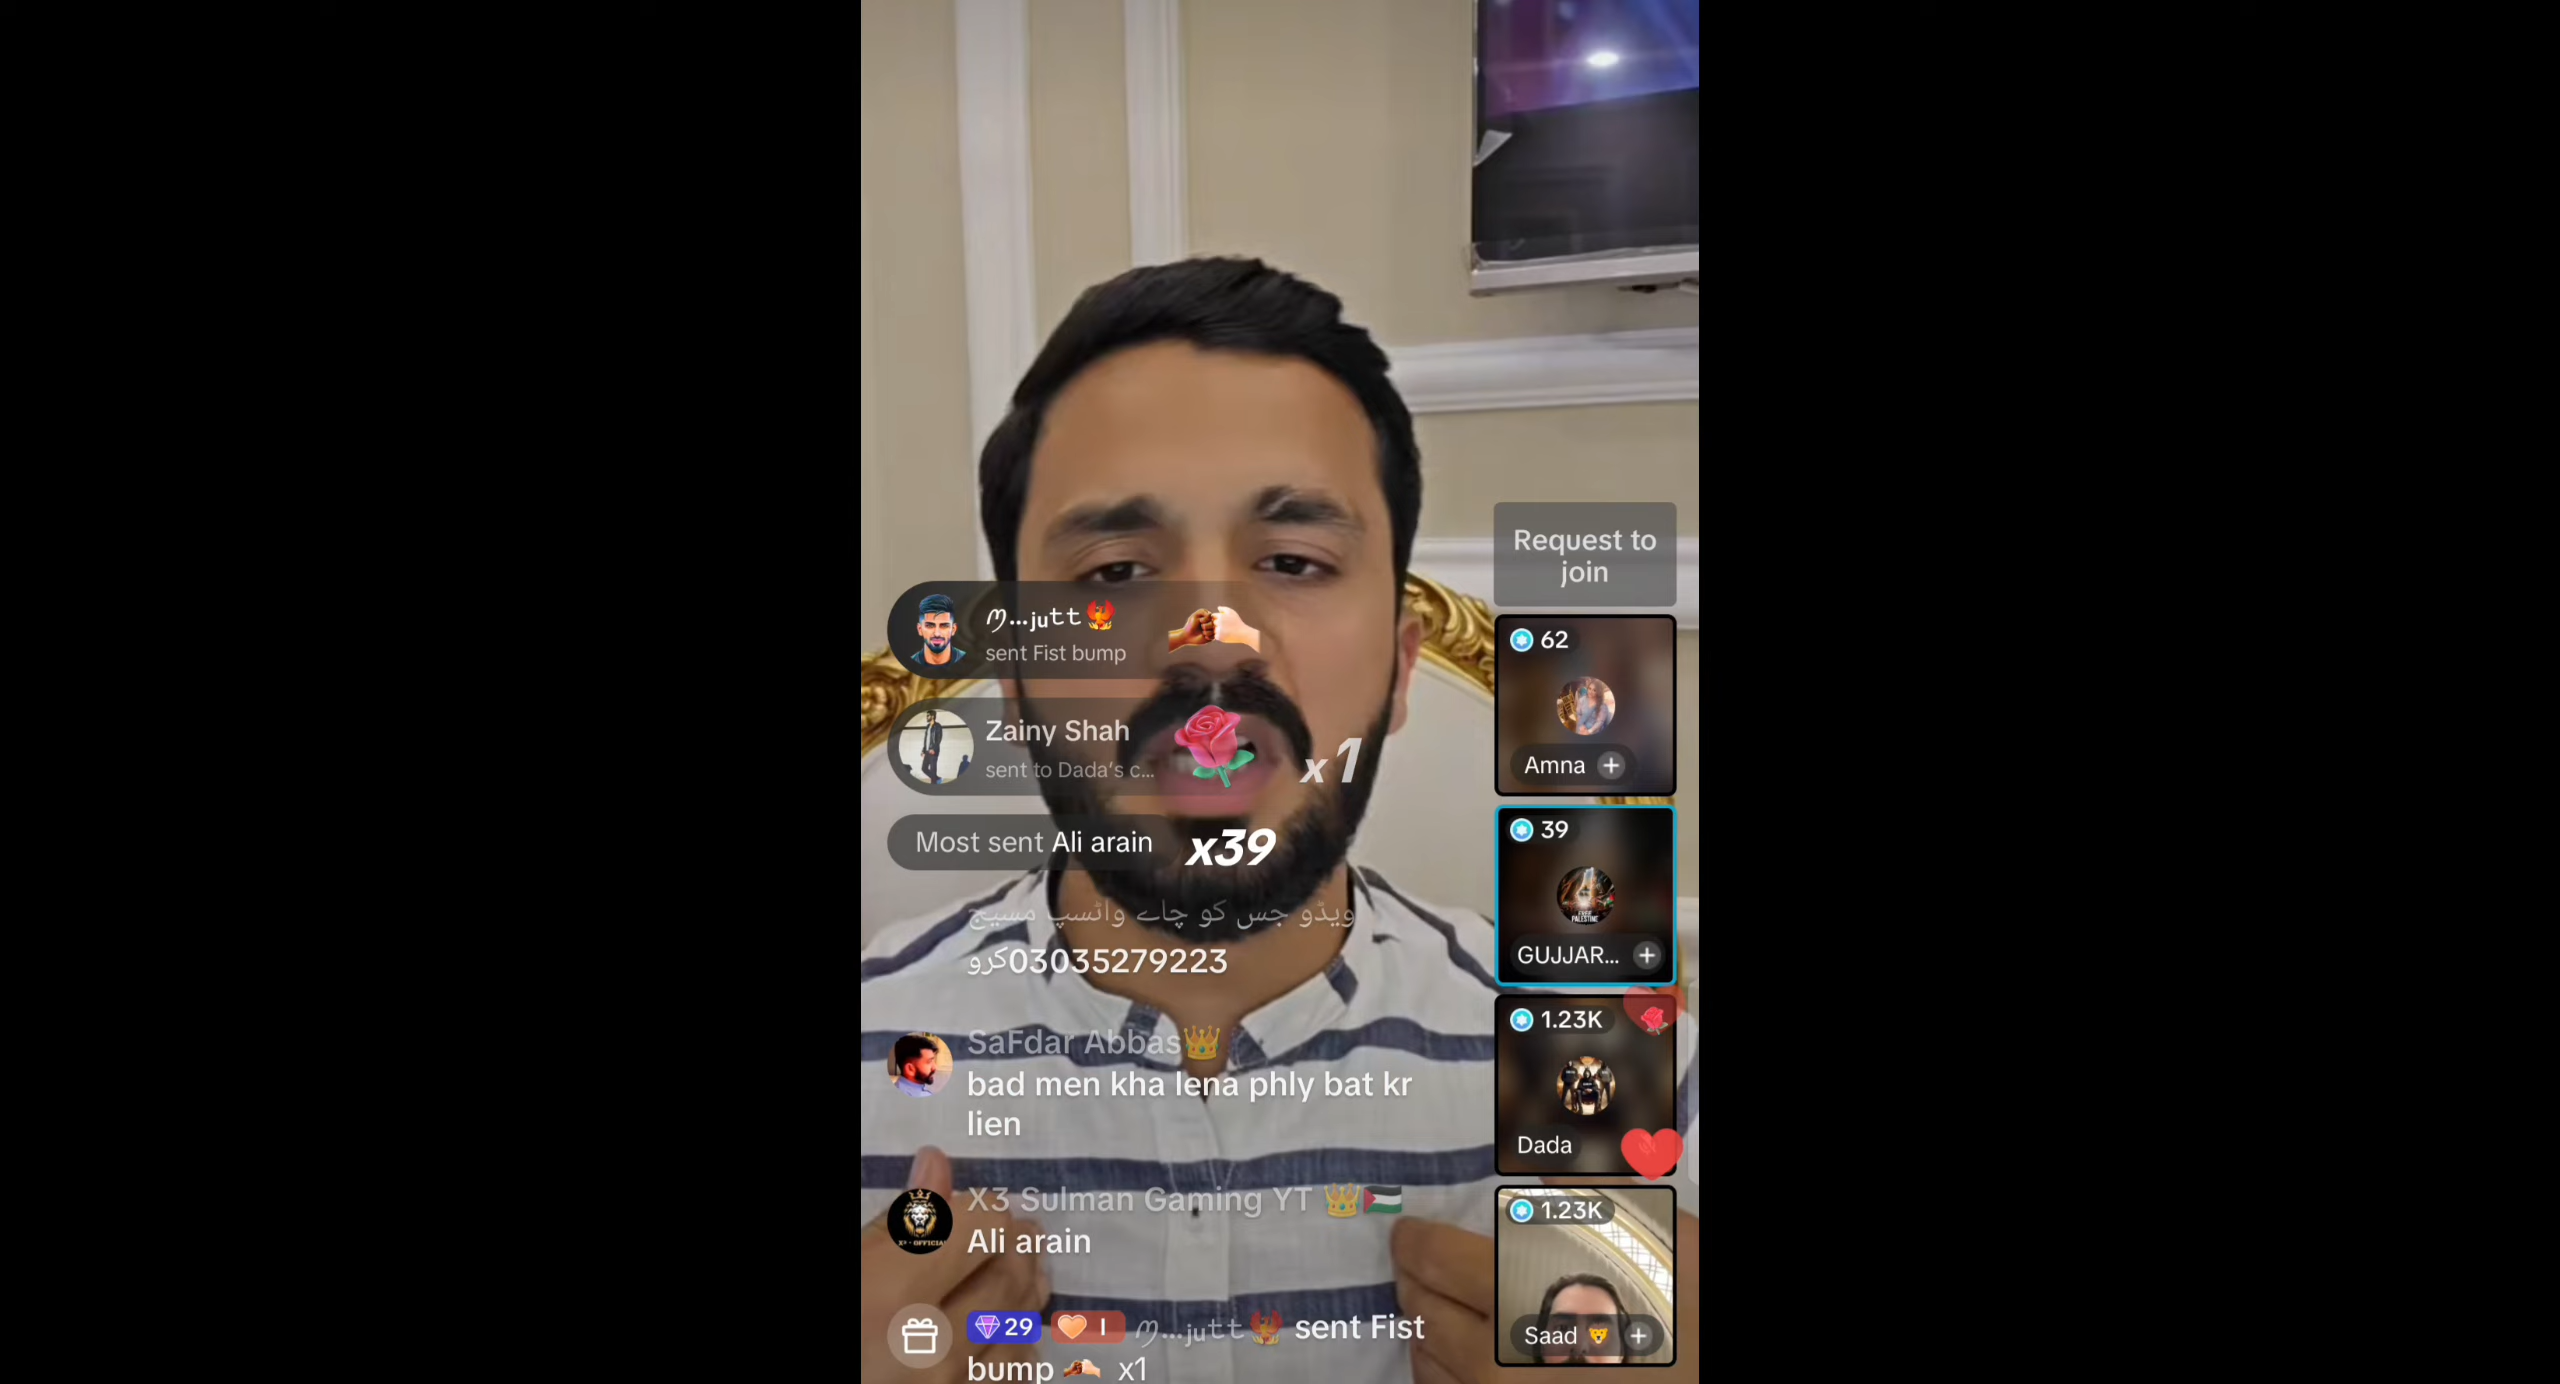 Request to
join
jutt
sent Fist bump
Zainy Shah
sent to Dada's c...
x1
Most sent Ali arain
x39
ویڈو جس کو چاے واٹسپ مسیج
کرو03035279223
SaFdar Abbas
bad men kha lena phly bat kr
lien
X3 Sulman Gaming YT
Ali arain
29 I ...jutt sent Fist
bump x1
62
Amna
39
PALESTINE
GUJJAR...
1.23K
Dada
1.23K
Saad